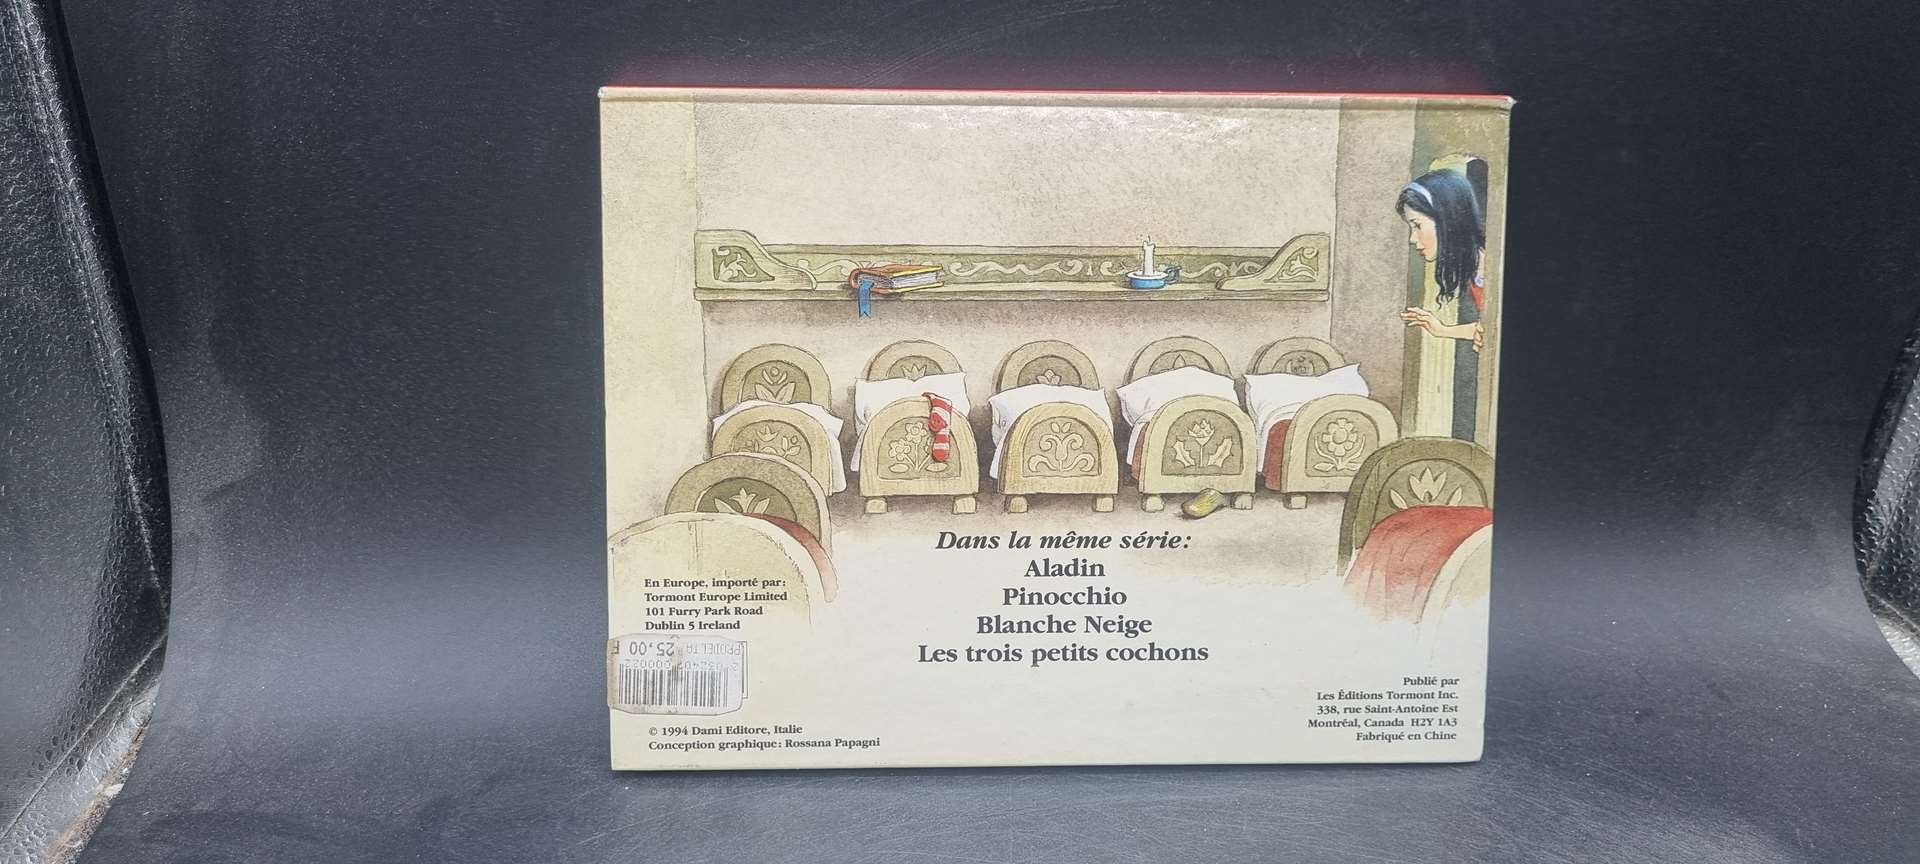 Dans la même série:
Aladin
Pinocchio
Blanche Neige
Les trois petits cochons
En Europe, importé par:
Tormont Europe Limited
101 Furry Park Road
Dublin 5 Ireland
PRODELTA 25,00 F
© 1994 Dami Editore, Italie
Conception graphique: Rossana Papagni
Publié par
Les Éditions Tormont Inc.
338, rue Saint-Antoine Est
Montréal, Canada H2Y 1A3
Fabriqué en Chine